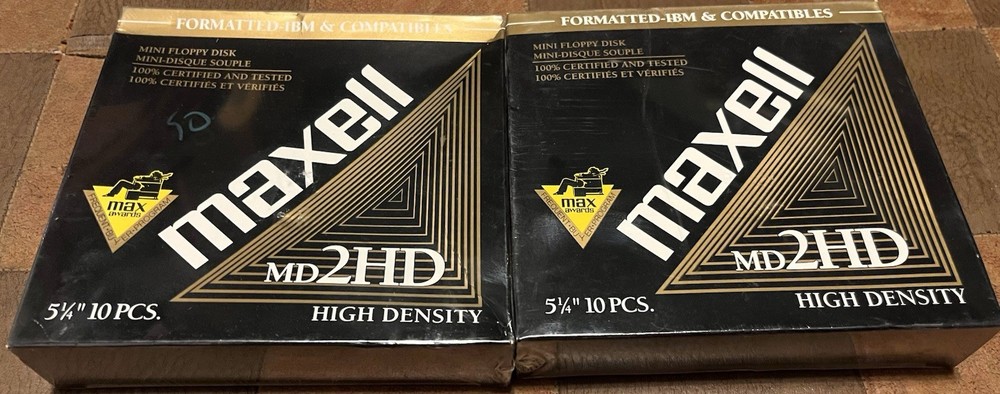 FORMATTED-IBM & COMPATIBLES
MINI FLOPPY DISK
MINI-DISQUE SOUPLE
100% CERTIFIED AND TESTED
100% CERTIFIÉS ET VÉRIFIÉS
maxell
max
awards
MD2HD
5¼" 10 PCS.
HIGH DENSITY
FORMATTED-IBM & COMPATIBLES
MINI FLOPPY DISK
MINI-DISQUE SOUPLE
100% CERTIFIED AND TESTED
100% CERTIFIÉS ET VÉRIFIÉS
maxell
max
awards
MD2HD
5¼" 10 PCS.
HIGH DENSITY